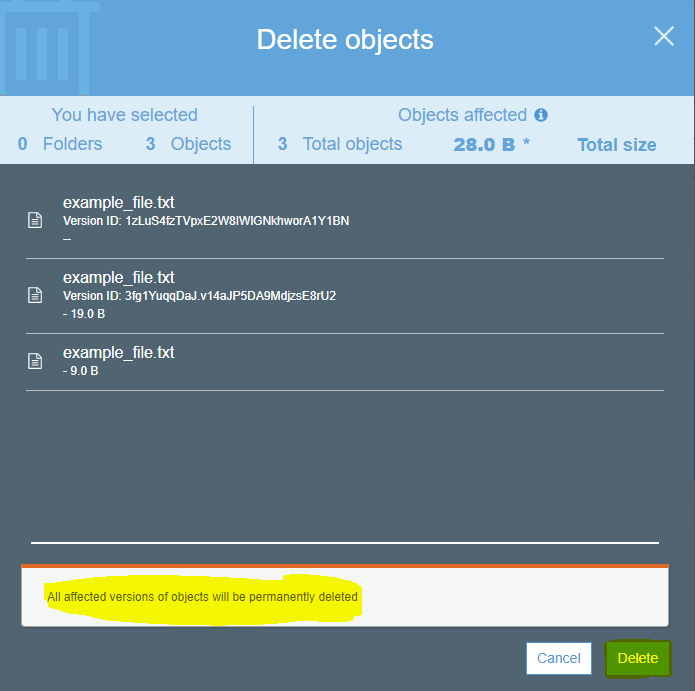 Delete objects
You have selected
Objects affected
0 Folders 3 Objects
3 Total objects 28.0 B * Total size
example_file.txt
Version ID: 1zLuS4fzTVpxE2W8IWIGNkhworA1Y1BN
--
example_file.txt
Version ID: 3fg1YuqqDaJ.v14aJP5DA9MdjzsE8rU2
- 19.0 B
example_file.txt
- 9.0 B
All affected versions of objects will be permanently deleted
Cancel Delete